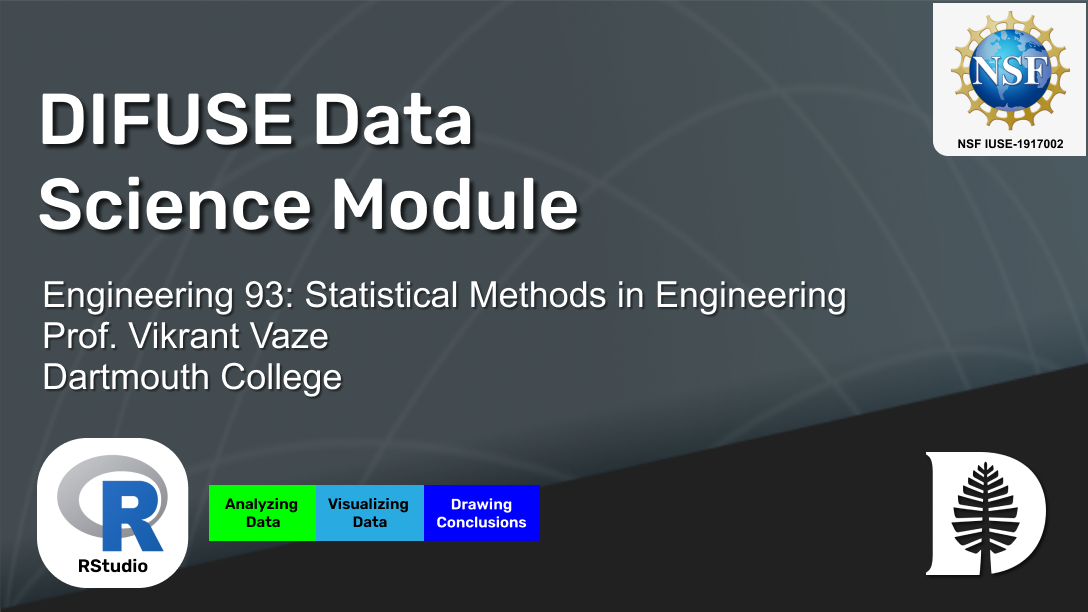 NSF
NSF IUSE-1917002
DIFUSE Data
Science Module
Engineering 93: Statistical Methods in Engineering
Prof. Vikrant Vaze
Dartmouth College
R
RStudio
Analyzing
Data
Visualizing
Data
Drawing
Conclusions
D